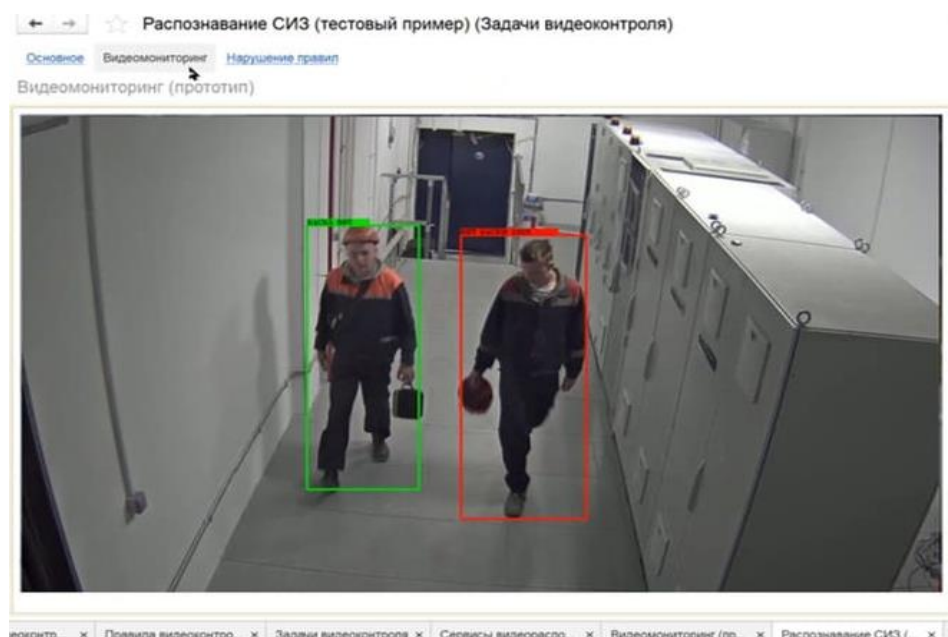 Распознавание СИЗ (тестовый пример) (Задачи видеоконтроля)
Основное Видеомониторинг Нарушение правил
Видеомониторинг (прототип)
Правила видеоконтро... × Задачи видеоконтроля × Сервисы видеораспо... × Видеомониторинг (пр... × Распознавание СИЗ (... ×